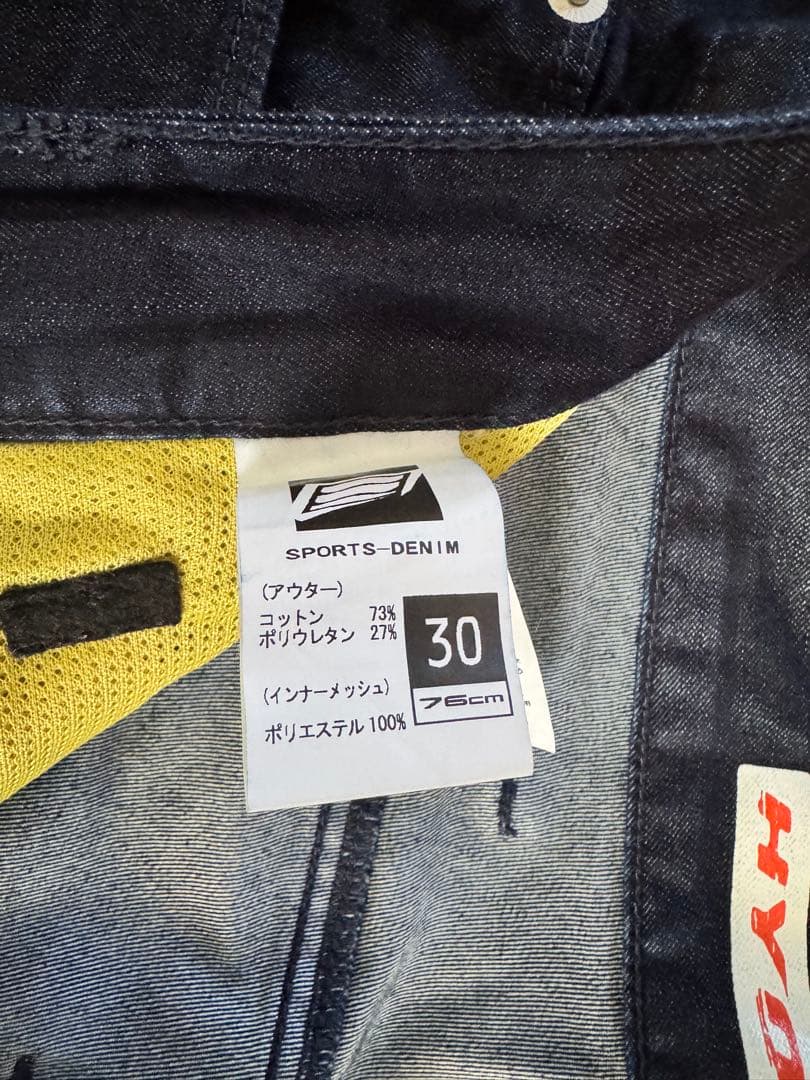 SPORTS-DENIM
(アウター)
コットン 73%
ポリウレタン 27%
30
76cm
(インナーメッシュ)
ポリエステル 100%
HYO